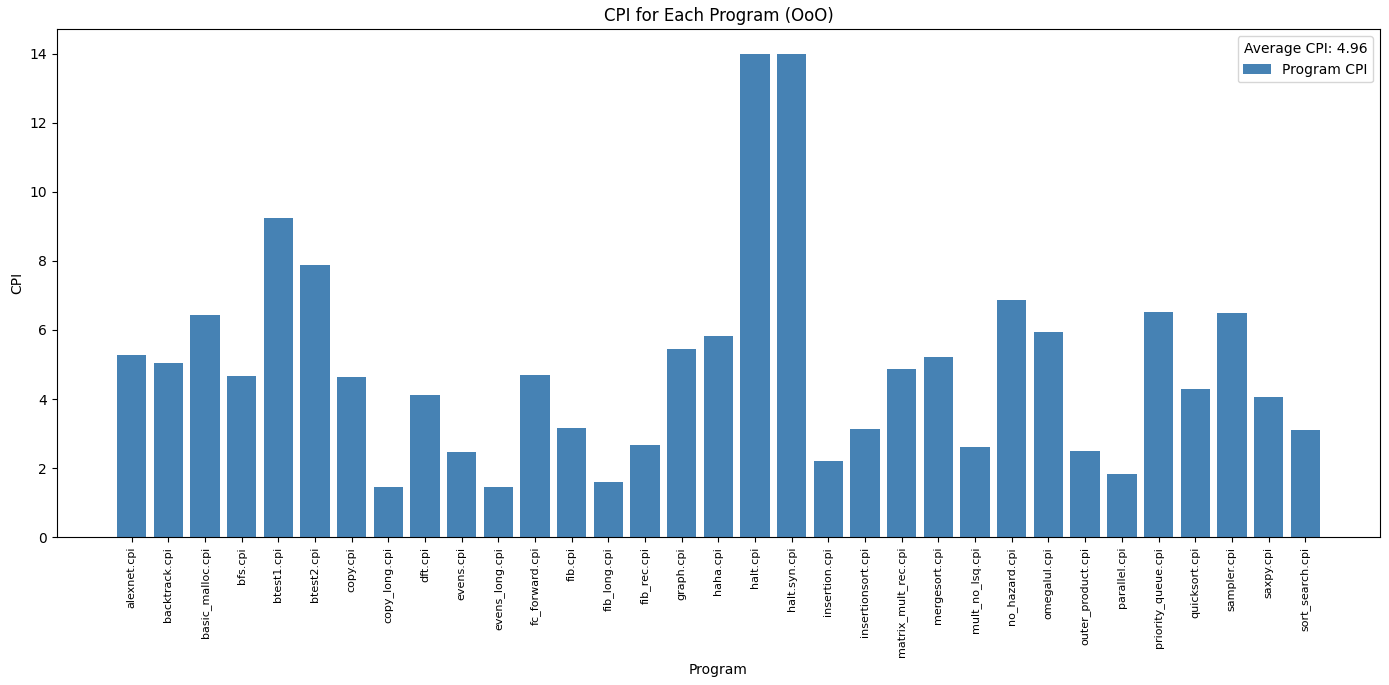 CPI for Each Program (OoO)
Average CPI: 4.96
Program CPI
CPI
14
12
10
8
6
4
2
0
alexnet.cpi
backtrack.cpi
basic_malloc.cpi
bfs.cpi
btest1.cpi
btest2.cpi
copy.cpi
copy_long.cpi
dft.cpi
evens.cpi
evens_long.cpi
fc_forward.cpi
fib.cpi
fib_long.cpi
fib_rec.cpi
graph.cpi
haha.cpi
halt.cpi
halt.syn.cpi
insertion.cpi
insertionsort.cpi
matrix_mult_rec.cpi
mergesort.cpi
mult_no_lsq.cpi
no_hazard.cpi
omegalul.cpi
outer_product.cpi
parallel.cpi
priority_queue.cpi
quicksort.cpi
sampler.cpi
saxpy.cpi
sort_search.cpi
Program